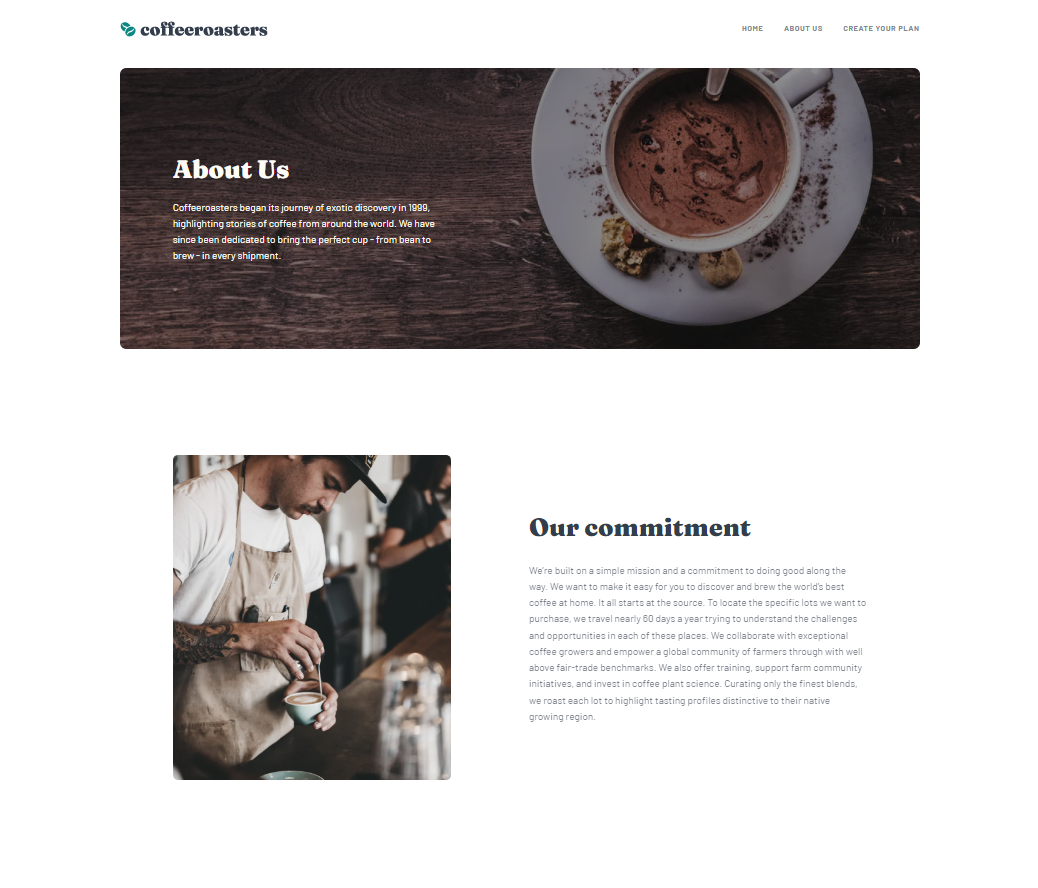 coffeeroasters
HOME ABOUT US CREATE YOUR PLAN
About Us
Coffeeroasters began its journey of exotic discovery in 1999,
highlighting stories of coffee from around the world. We have
since been dedicated to bring the perfect cup - from bean to
brew - in every shipment.
Our commitment
We're built on a simple mission and a commitment to doing good along the
way. We want to make it easy for you to discover and brew the world's best
coffee at home. It all starts at the source. To locate the specific lots we want to
purchase, we travel nearly 60 days a year trying to understand the challenges
and opportunities in each of these places. We collaborate with exceptional
coffee growers and empower a global community of farmers through with well
above fair-trade benchmarks. We also offer training, support farm community
initiatives, and invest in coffee plant science. Curating only the finest blends,
we roast each lot to highlight tasting profiles distinctive to their native
growing region.